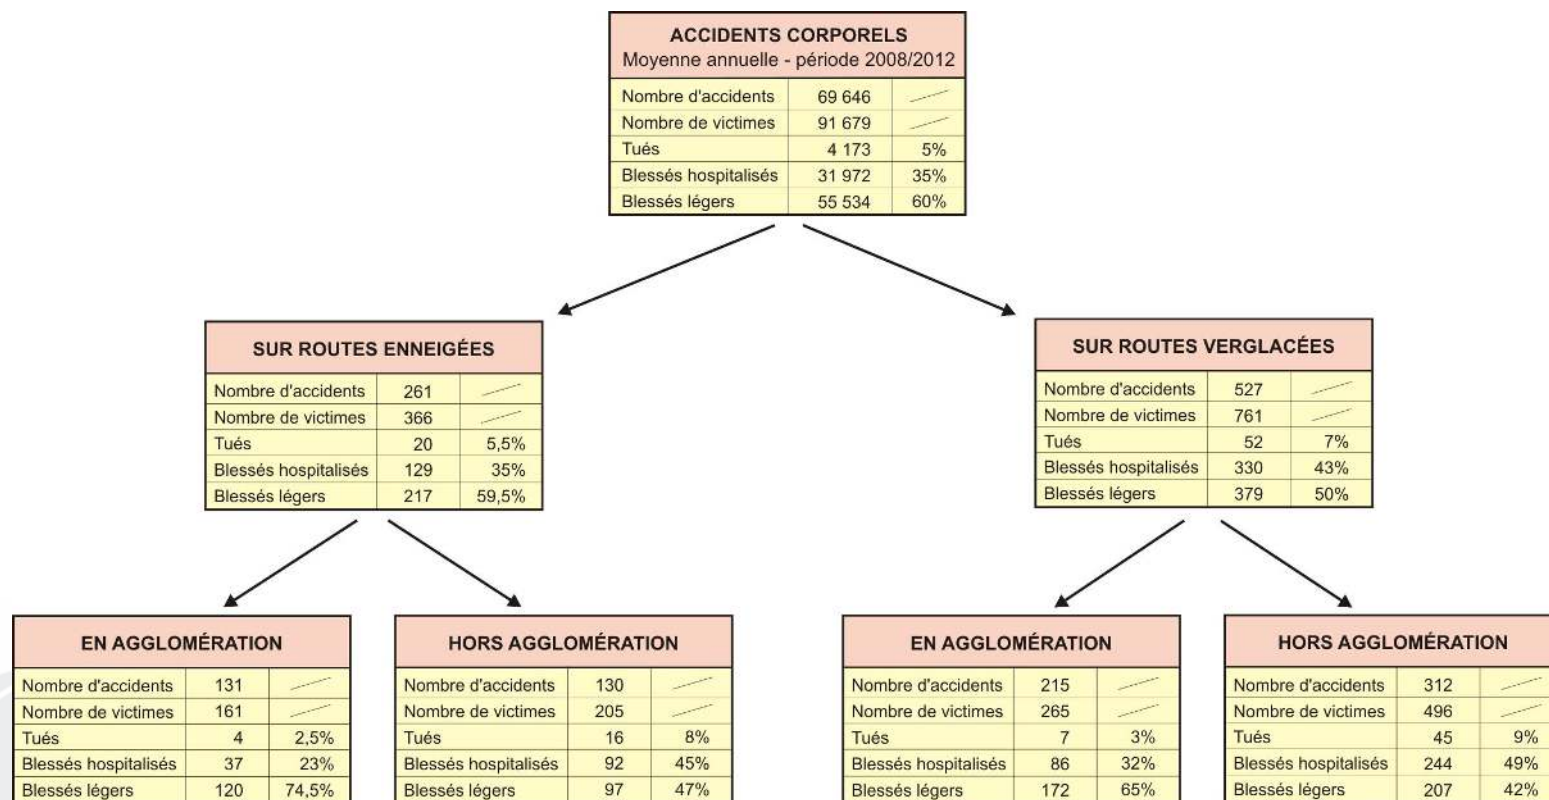 ACCIDENTS CORPORELS
Moyenne annuelle - période 2008/2012
Nombre d'accidents 69 646
Nombre de victimes 91 679
Tués 4 173 5%
Blessés hospitalisés 31 972 35%
Blessés légers 55 534 60%
SUR ROUTES ENNEIGÉES
Nombre d'accidents 261
Nombre de victimes 366
Tués 20 5,5%
Blessés hospitalisés 129 35%
Blessés légers 217 59,5%
SUR ROUTES VERGLACÉES
Nombre d'accidents 527
Nombre de victimes 761
Tués 52 7%
Blessés hospitalisés 330 43%
Blessés légers 379 50%
EN AGGLOMÉRATION
Nombre d'accidents 131
Nombre de victimes 161
Tués 4 2,5%
Blessés hospitalisés 37 23%
Blessés légers 120 74,5%
HORS AGGLOMÉRATION
Nombre d'accidents 130
Nombre de victimes 205
Tués 16 8%
Blessés hospitalisés 92 45%
Blessés légers 97 47%
EN AGGLOMÉRATION
Nombre d'accidents 215
Nombre de victimes 265
Tués 7 3%
Blessés hospitalisés 86 32%
Blessés légers 172 65%
HORS AGGLOMÉRATION
Nombre d'accidents 312
Nombre de victimes 496
Tués 45 9%
Blessés hospitalisés 244 49%
Blessés légers 207 42%